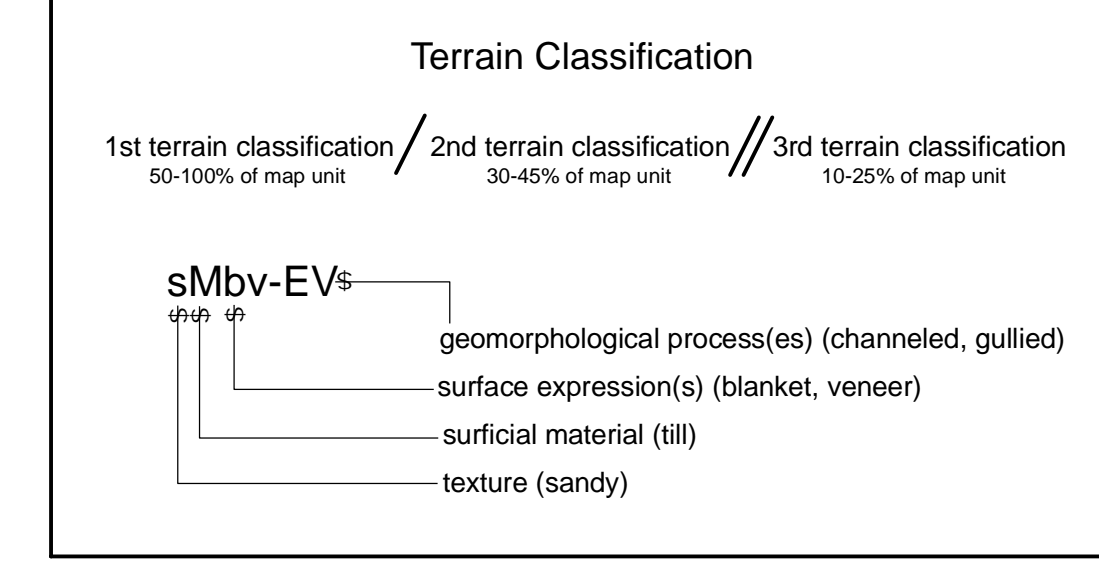 Terrain Classification
1st terrain classification / 2nd terrain classification // 3rd terrain classification
50-100% of map unit 30-45% of map unit 10-25% of map unit
sMbv-EV$
$$ $
geomorphological process(es) (channeled, gullied)
surface expression(s) (blanket, veneer)
surficial material (till)
texture (sandy)